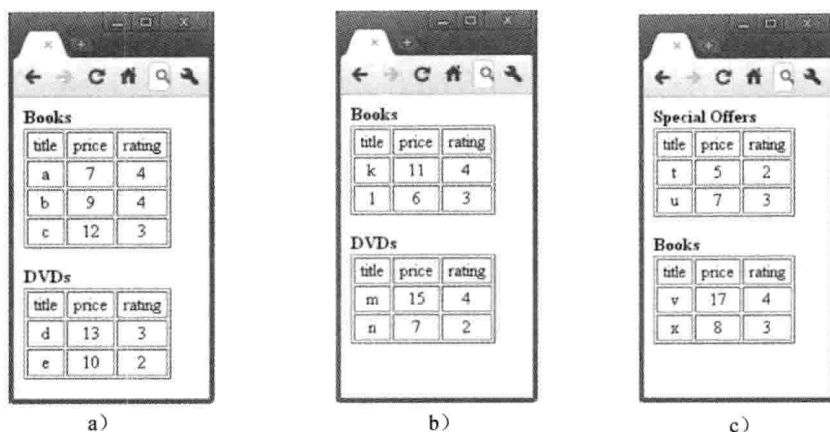 Books
title price rating
a 7 4
b 9 4
c 12 3
DVDs
title price rating
d 13 3
e 10 2
a）
Books
title price rating
k 11 4
l 6 3
DVDs
title price rating
m 15 4
n 7 2
b）
Special Offers
title price rating
t 5 2
u 7 3
Books
title price rating
v 17 4
x 8 3
c）